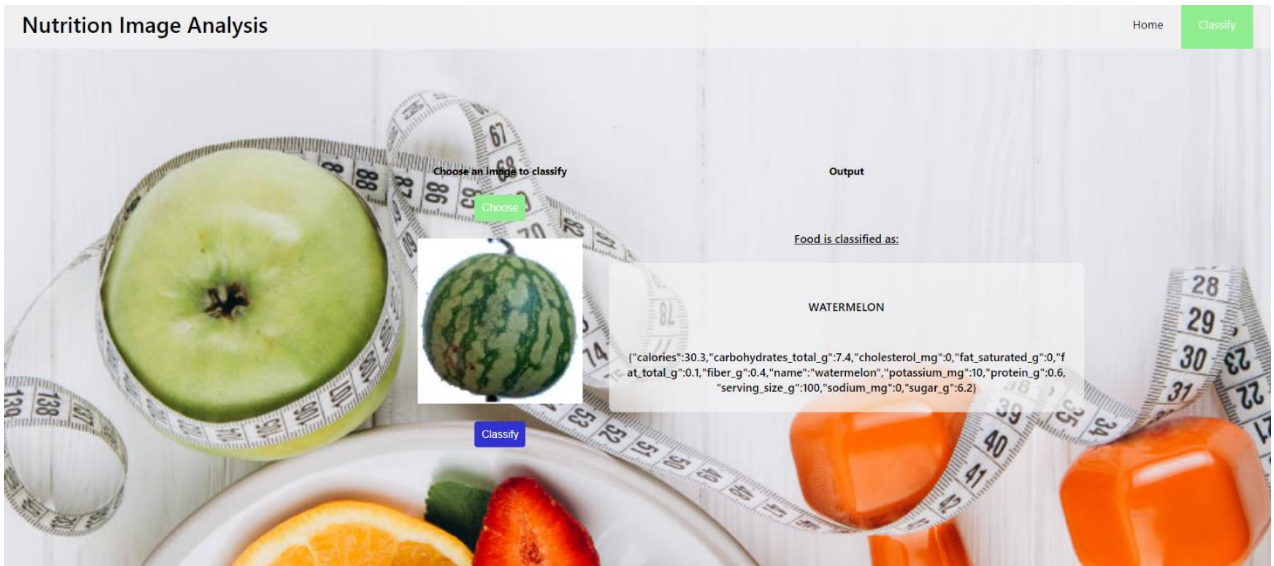 Nutrition Image Analysis
Home
Classify
Choose an image to classify
Choose
Output
Food is classified as:
WATERMELON
{"calories":30.3,"carbohydrates_total_g":7.4,"cholesterol_mg":0,"fat_saturated_g":0,"f
at_total_g":0.1,"fiber_g":0.4,"name":"watermelon","potassium_mg":10,"protein_g":0.6,
"serving_size_g":100,"sodium_mg":0,"sugar_g":6.2}
Classify